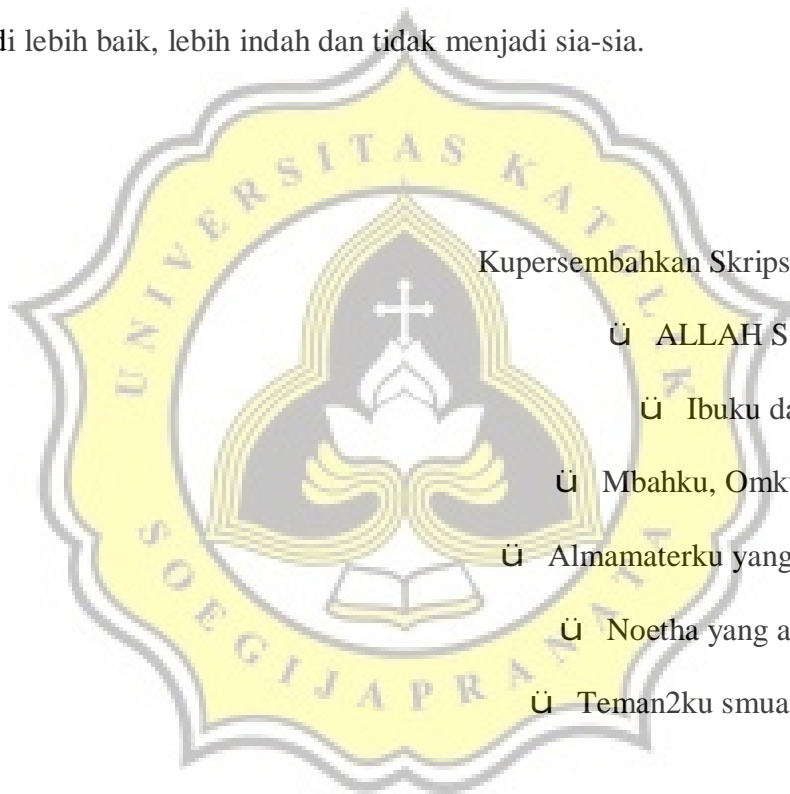 di lebih baik, lebih indah dan tidak menjadi sia-sia.
UNIVERSITAS KATOLIK
Kupersembahkan Skrips
ü ALLAH S
ü Ibuku da
ü Mbahku, Omk
ü Almamaterku yang
ü Noetha yang a
ü Teman2ku smua
SOEGIJAPRANATA